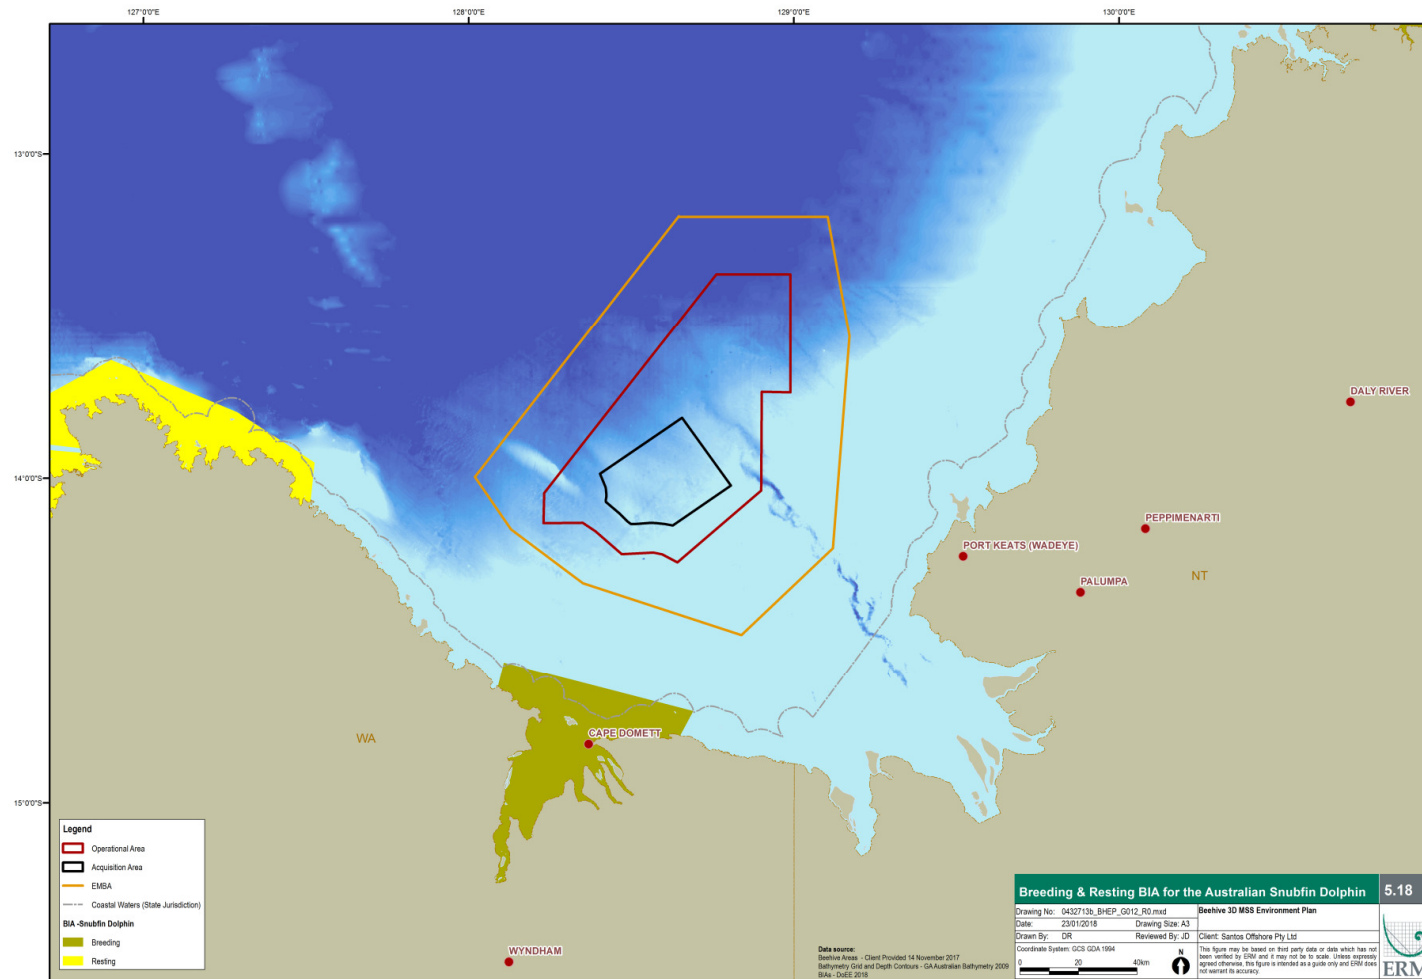 127°0'0"E
128°0'0"E
129°0'0"E
130°0'0"E
13°0'0"S
14°0'0"S
15°0'0"S
DALY RIVER
PEPPIMENARTI
PORT KEATS (WADEYE)
PALUMPA
NT
CAPE DOMETT
WA
WYNDHAM
Legend
Operational Area
Acquisition Area
EMBA
Coastal Waters (State Jurisdiction)
BIA -Snubfin Dolphin
Breeding
Resting
Data source:
Beehive Areas - Client Provided 14 November 2017
Bathymetry Grid and Depth Contours - GA Australian Bathymetry 2009
BIAs - DoEE 2018
Breeding & Resting BIA for the Australian Snubfin Dolphin
5.18
Drawing No: 0432713b_BHEP_G012_R0.mxd
Beehive 3D MSS Environment Plan
Date: 23/01/2018 Drawing Size: A3
Drawn By: DR Reviewed By: JD
Client: Santos Offshore Pty Ltd
Coordinate System: GCS GDA 1994
N
0 20 40km
This figure may be based on third party data or data which has not
been verified by ERM and it may not be to scale. Unless expressly
agreed otherwise, this figure is intended as a guide only and ERM does
not warrant its accuracy.
ERM